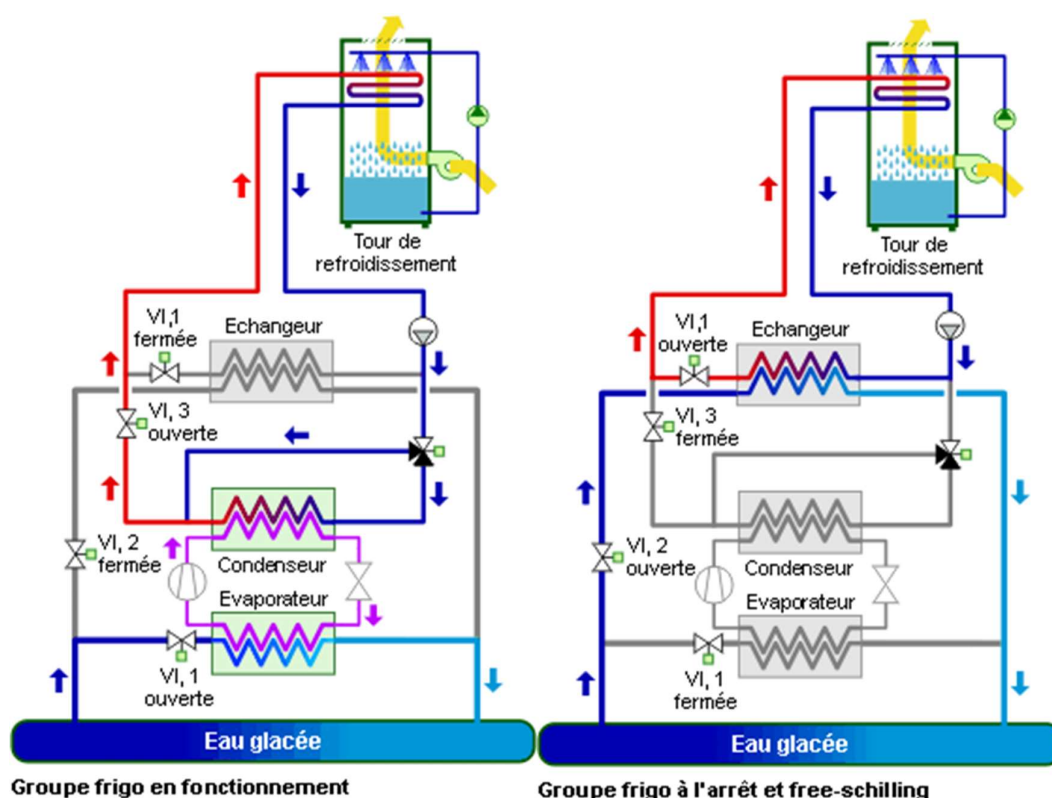 Tour de
refroidissement
VI,1
fermée
Echangeur
VI, 3
ouverte
VI, 2
fermée
Condenseur
Evaporateur
VI, 1
ouverte
Eau glacée
Groupe frigo en fonctionnement
Tour de
refroidissement
VI,1
ouverte
Echangeur
VI, 3
fermée
VI, 2
ouverte
Condenseur
Evaporateur
VI, 1
fermée
Eau glacée
Groupe frigo à l'arrêt et free-schilling